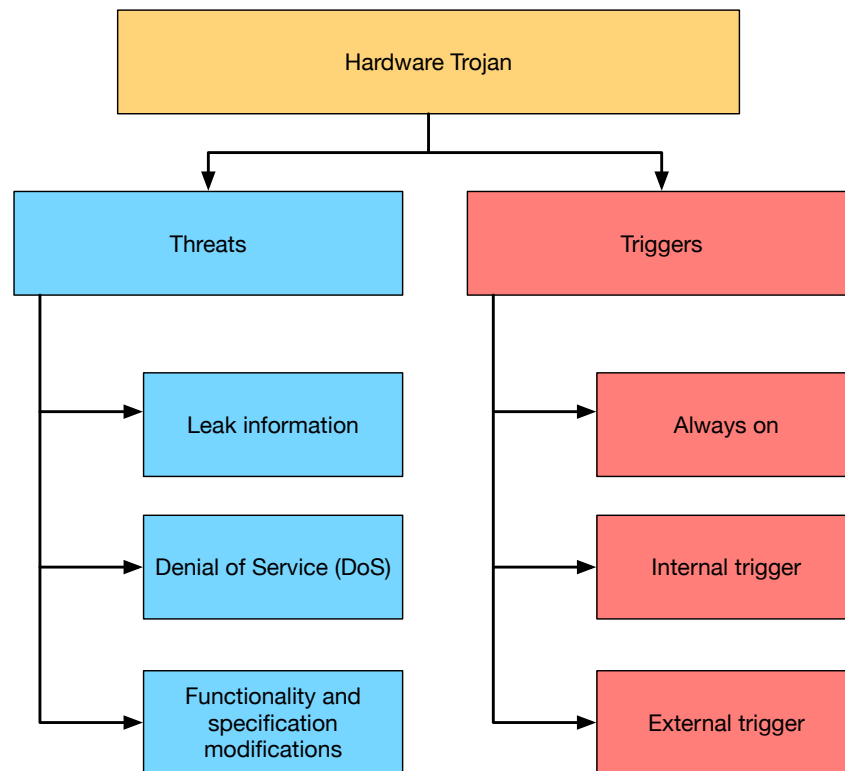 Hardware Trojan
Threats
Triggers
Leak information
Always on
Denial of Service (DoS)
Internal trigger
Functionality and
specification
modifications
External trigger